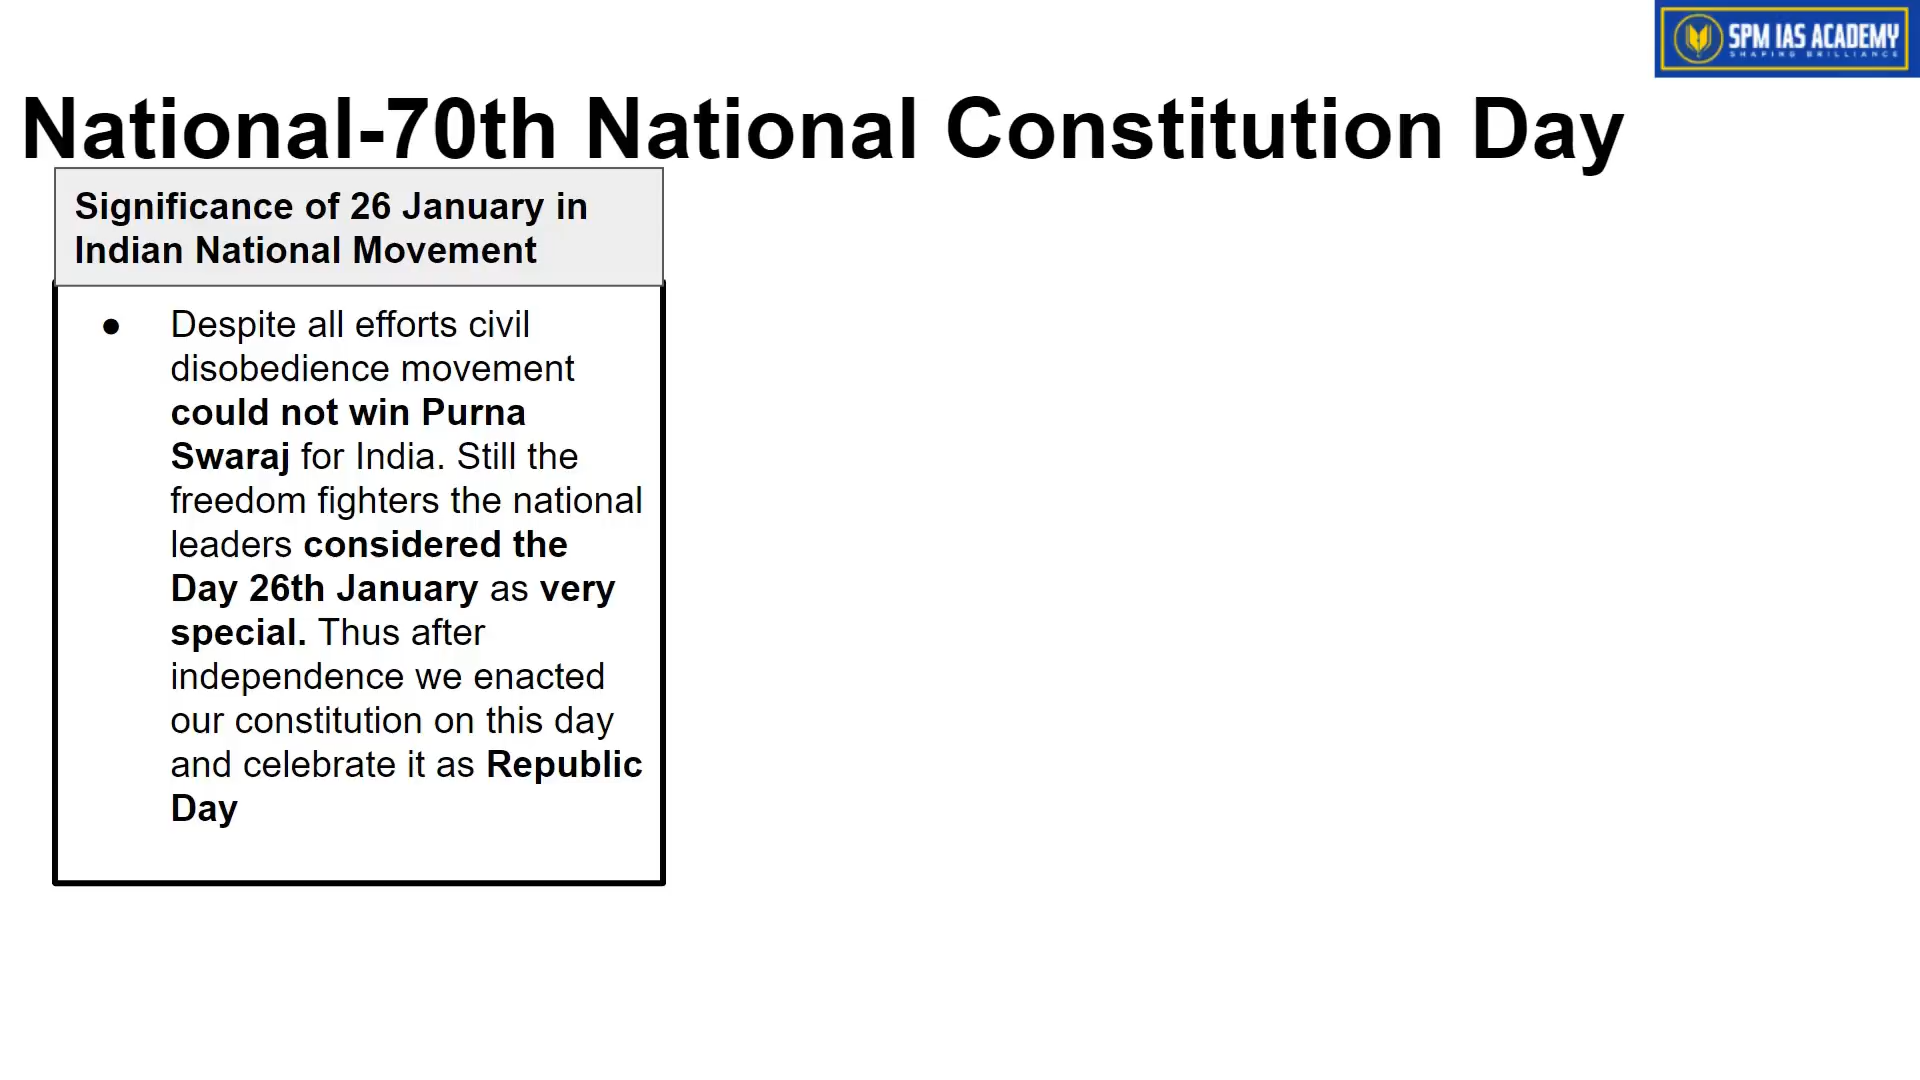 SPM IAS ACADEMY
SHAPING BRILLIANCE
National-70th National Constitution Day
Significance of 26 January in
Indian National Movement
● Despite all efforts civil
disobedience movement
could not win Purna
Swaraj for India. Still the
freedom fighters the national
leaders considered the
Day 26th January as very
special. Thus after
independence we enacted
our constitution on this day
and celebrate it as Republic
Day